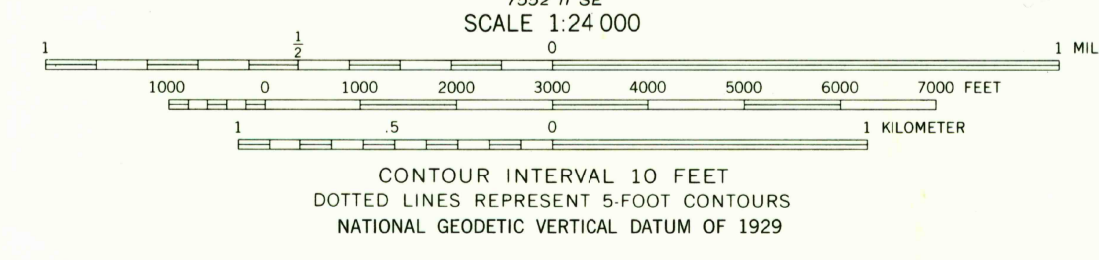 SCALE 1:24 000
1 1/2 0 1 MIL
1000 0 1000 2000 3000 4000 5000 6000 7000 FEET
1 .5 0 1 KILOMETER
CONTOUR INTERVAL 10 FEET
DOTTED LINES REPRESENT 5-FOOT CONTOURS
NATIONAL GEODETIC VERTICAL DATUM OF 1929